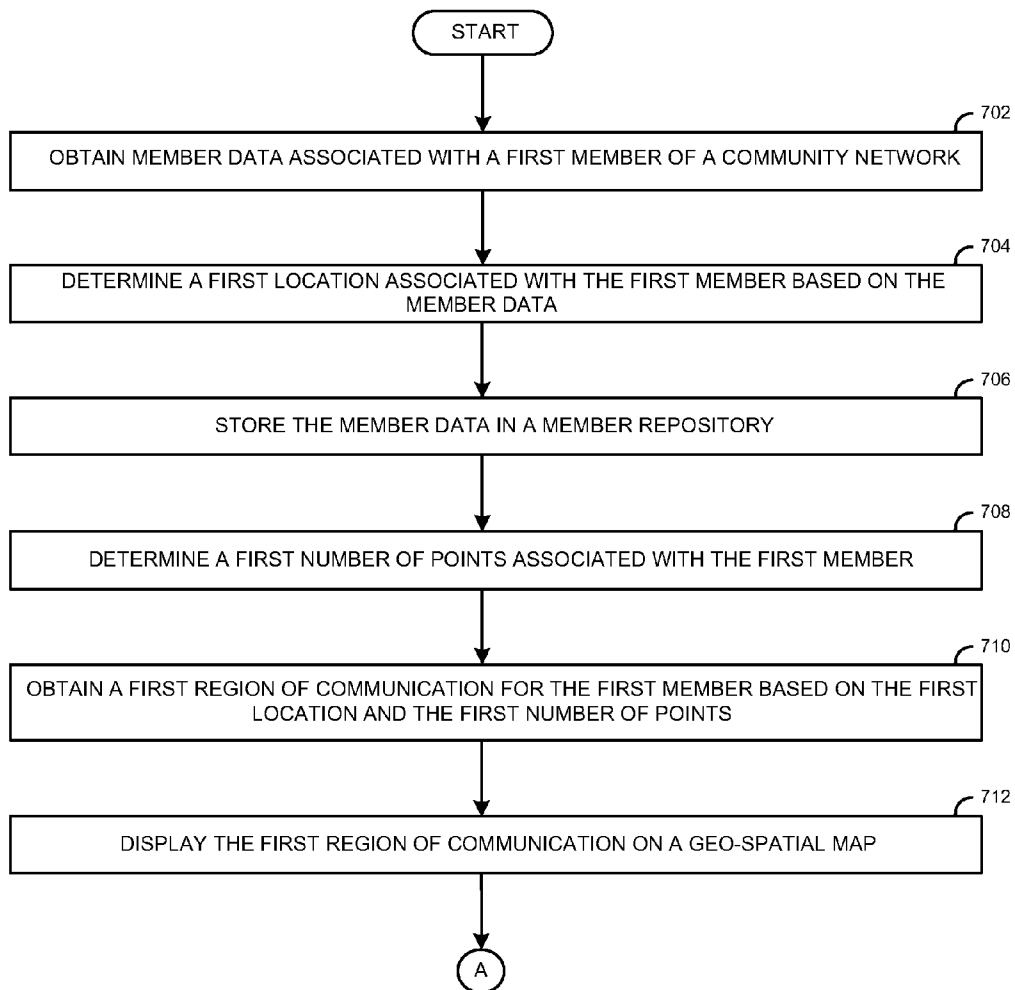 START
702
OBTAIN MEMBER DATA ASSOCIATED WITH A FIRST MEMBER OF A COMMUNITY NETWORK
704
DETERMINE A FIRST LOCATION ASSOCIATED WITH THE FIRST MEMBER BASED ON THE
MEMBER DATA
706
STORE THE MEMBER DATA IN A MEMBER REPOSITORY
708
DETERMINE A FIRST NUMBER OF POINTS ASSOCIATED WITH THE FIRST MEMBER
710
OBTAIN A FIRST REGION OF COMMUNICATION FOR THE FIRST MEMBER BASED ON THE FIRST
LOCATION AND THE FIRST NUMBER OF POINTS
712
DISPLAY THE FIRST REGION OF COMMUNICATION ON A GEO-SPATIAL MAP
A